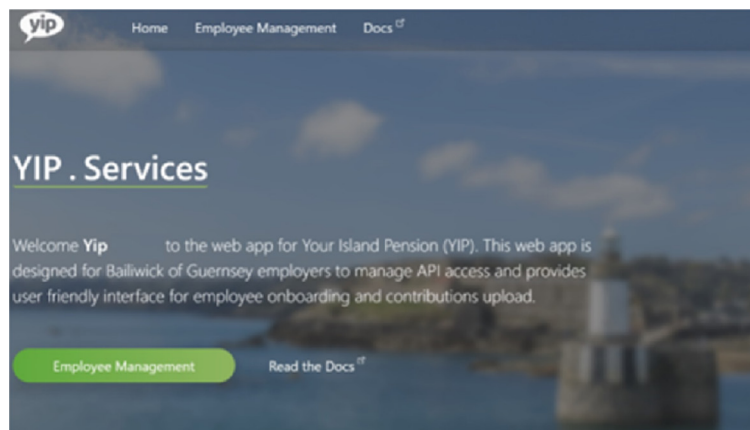 yip
Home Employee Management Docs
YIP . Services
Welcome Yip to the web app for Your Island Pension (YIP). This web app is
designed for Bailiwick of Guernsey employers to manage API access and provides
user friendly interface for employee onboarding and contributions upload.
Employee Management Read the Docs